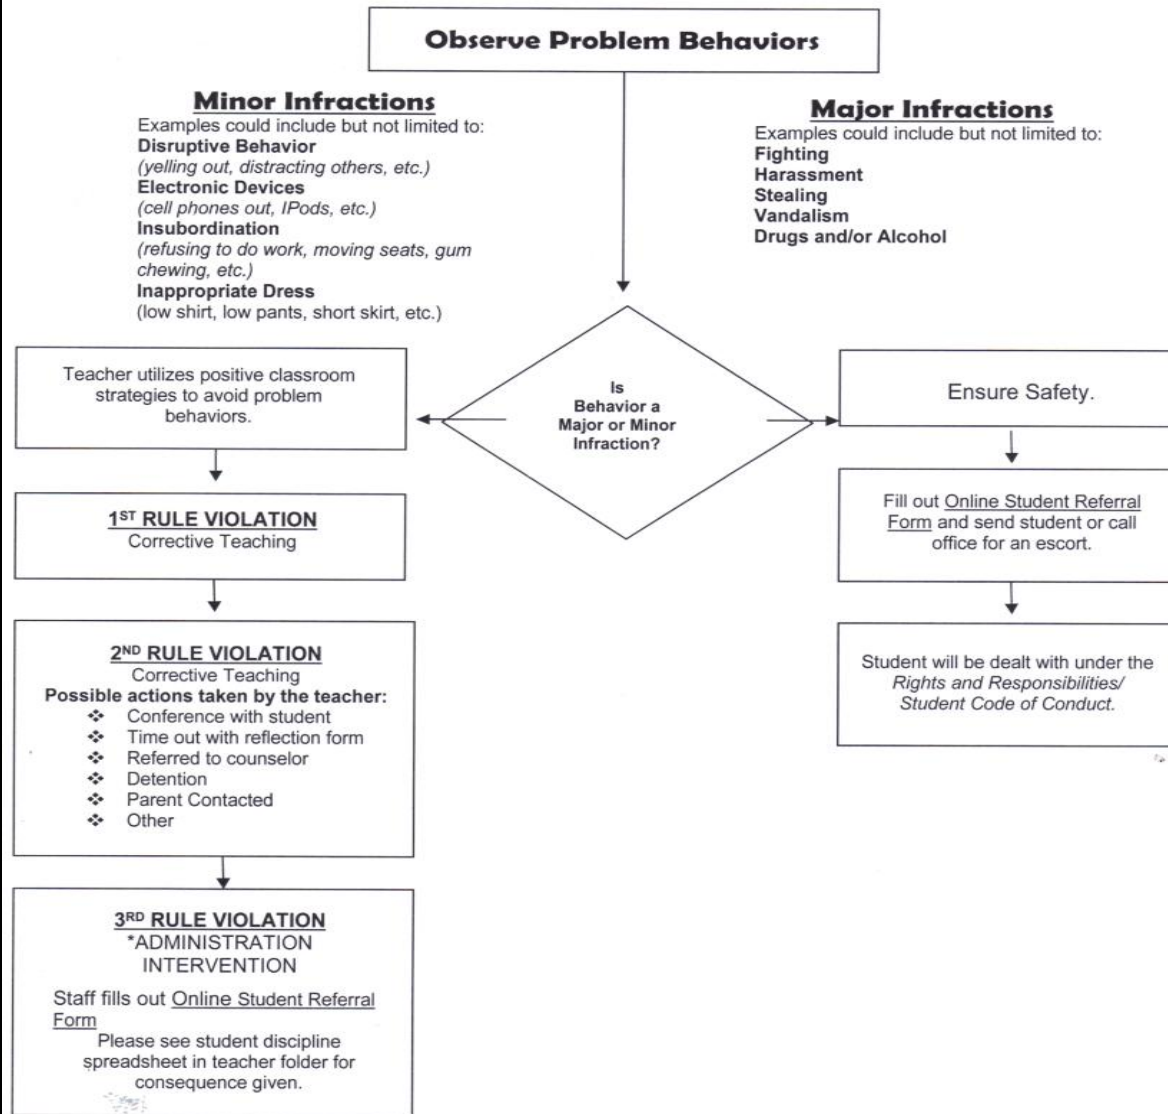 Observe Problem Behaviors
Minor Infractions
Examples could include but not limited to:
Disruptive Behavior
(yelling out, distracting others, etc.)
Electronic Devices
(cell phones out, IPods, etc.)
Insubordination
(refusing to do work, moving seats, gum
chewing, etc.)
Inappropriate Dress
(low shirt, low pants, short skirt, etc.)
Major Infractions
Examples could include but not limited to:
Fighting
Harassment
Stealing
Vandalism
Drugs and/or Alcohol
Is
Behavior a
Major or Minor
Infraction?
Teacher utilizes positive classroom
strategies to avoid problem
behaviors.
1ST RULE VIOLATION
Corrective Teaching
2ND RULE VIOLATION
Corrective Teaching
Possible actions taken by the teacher:
❖ Conference with student
❖ Time out with reflection form
❖ Referred to counselor
❖ Detention
❖ Parent Contacted
❖ Other
3RD RULE VIOLATION
*ADMINISTRATION
INTERVENTION
Staff fills out Online Student Referral
Form
Please see student discipline
spreadsheet in teacher folder for
consequence given.
Ensure Safety.
Fill out Online Student Referral
Form and send student or call
office for an escort.
Student will be dealt with under the
Rights and Responsibilities/
Student Code of Conduct.